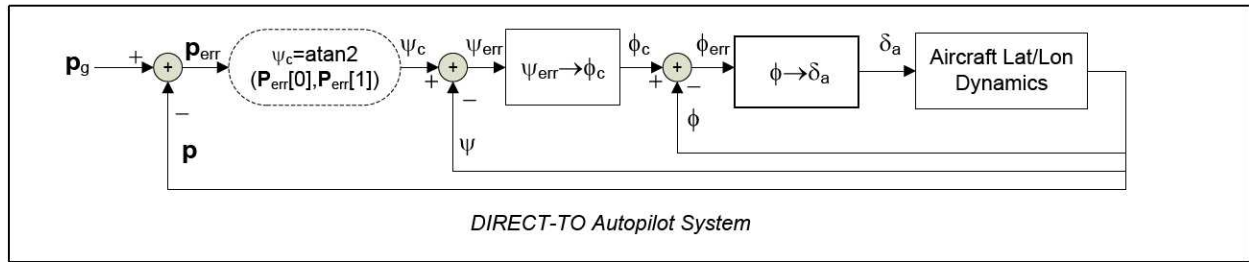 p_g
+
+
−
p
p_err
ψ_c=atan2
(P_err[0],P_err[1])
ψ_c
+
+
−
ψ
ψ_err
ψ_err→ϕ_c
ϕ_c
+
+
−
ϕ
ϕ_err
ϕ→δ_a
δ_a
Aircraft Lat/Lon
Dynamics
DIRECT-TO Autopilot System